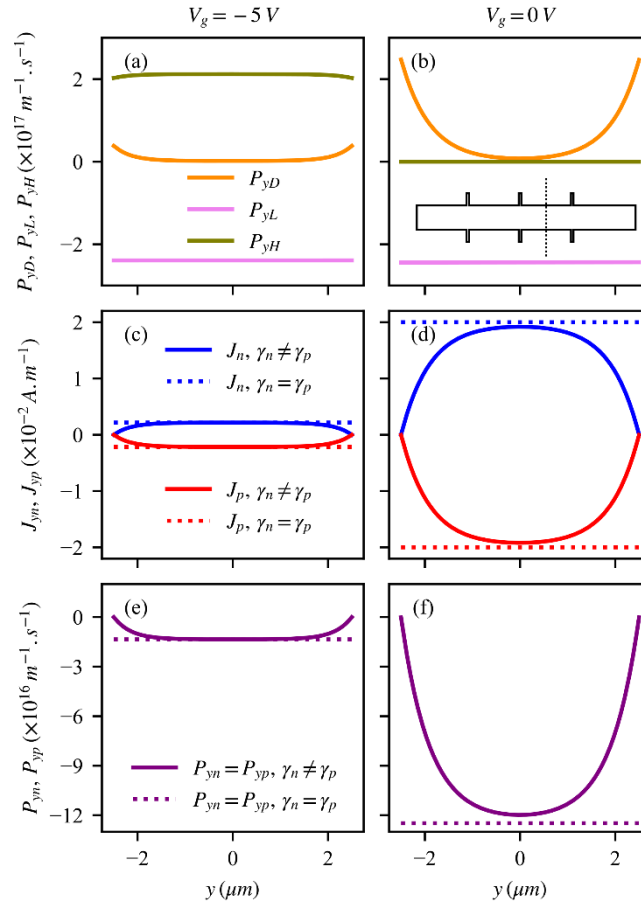 V_g = −5 V
V_g = 0 V
P_yD, P_yL, P_yH (×10^17 m^−1.s^−1)
(a)
2
0
−2
P_yD
P_yL
P_yH
(b)
J_yn, J_yp (×10^−2 A.m^−1)
(c)
2
1
0
−1
−2
J_n, γ_n ≠ γ_p
J_n, γ_n = γ_p
J_p, γ_n ≠ γ_p
J_p, γ_n = γ_p
(d)
P_yn, P_yp (×10^16 m^−1.s^−1)
(e)
0
−3
−6
−9
−12
P_yn = P_yp, γ_n ≠ γ_p
P_yn = P_yp, γ_n = γ_p
(f)
−2 0 2
−2 0 2
y (μm)
y (μm)